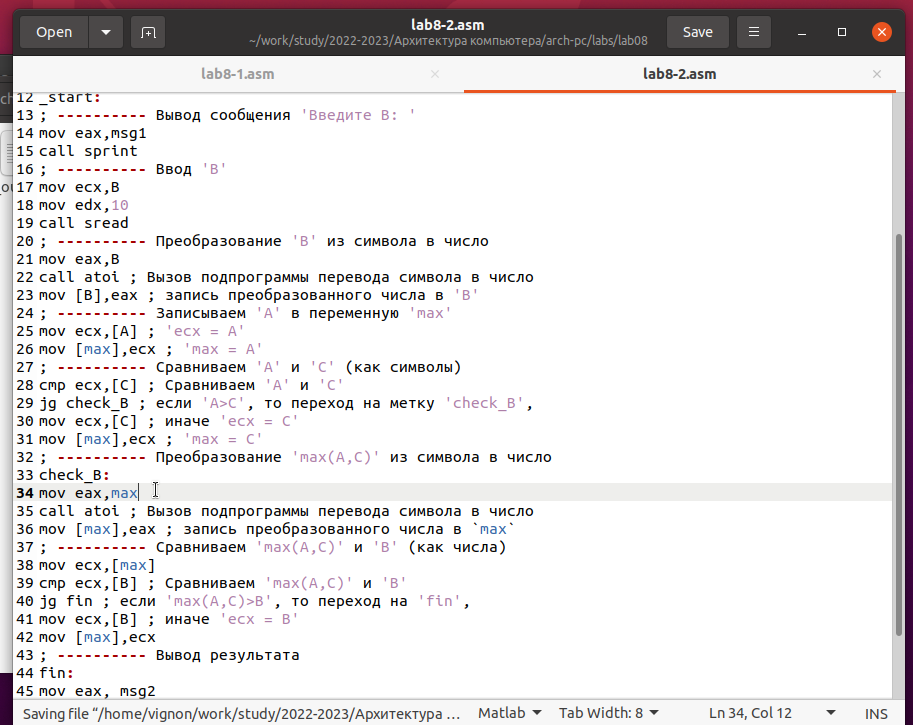 Open
lab8-2.asm
~/work/study/2022-2023/Архитектура компьютера/arch-pc/labs/lab08
Save
lab8-1.asm
lab8-2.asm
12 _start:
13 ; ---------- Вывод сообщения 'Введите B: '
14 mov eax,msg1
15 call sprint
16 ; ---------- Ввод 'B'
17 mov ecx,B
18 mov edx,10
19 call sread
20 ; ---------- Преобразование 'B' из символа в число
21 mov eax,B
22 call atoi ; Вызов подпрограммы перевода символа в число
23 mov [B],eax ; запись преобразованного числа в 'B'
24 ; ---------- Записываем 'A' в переменную 'max'
25 mov ecx,[A] ; 'ecx = A'
26 mov [max],ecx ; 'max = A'
27 ; ---------- Сравниваем 'A' и 'С' (как символы)
28 cmp ecx,[C] ; Сравниваем 'A' и 'С'
29 jg check_B ; если 'A>C', то переход на метку 'check_B',
30 mov ecx,[C] ; иначе 'ecx = C'
31 mov [max],ecx ; 'max = C'
32 ; ---------- Преобразование 'max(A,C)' из символа в число
33 check_B:
34 mov eax,max
35 call atoi ; Вызов подпрограммы перевода символа в число
36 mov [max],eax ; запись преобразованного числа в `max`
37 ; ---------- Сравниваем 'max(A,C)' и 'B' (как числа)
38 mov ecx,[max]
39 cmp ecx,[B] ; Сравниваем 'max(A,C)' и 'B'
40 jg fin ; если 'max(A,C)>B', то переход на 'fin',
41 mov ecx,[B] ; иначе 'ecx = B'
42 mov [max],ecx
43 ; ---------- Вывод результата
44 fin:
45 mov eax, msg2
Saving file “/home/vignon/work/study/2022-2023/Архитектура ... Matlab Tab Width: 8 Ln 34, Col 12 INS